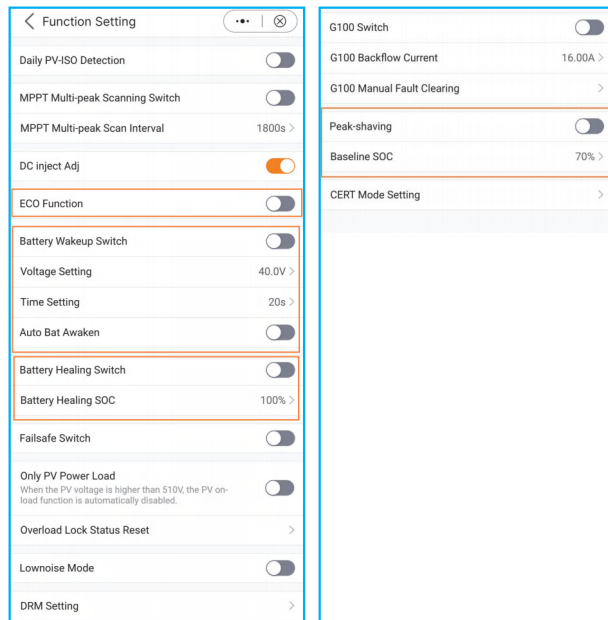 Function Setting
Daily PV-ISO Detection
MPPT Multi-peak Scanning Switch
MPPT Multi-peak Scan Interval 1800s
DC inject Adj
ECO Function
Battery Wakeup Switch
Voltage Setting 40.0V
Time Setting 20s
Auto Bat Awaken
Battery Healing Switch
Battery Healing SOC 100%
Failsafe Switch
Only PV Power Load
When the PV voltage is higher than 510V, the PV on-
load function is automatically disabled.
Overload Lock Status Reset
Lownoise Mode
DRM Setting
G100 Switch
G100 Backflow Current 16.00A
G100 Manual Fault Clearing
Peak-shaving
Baseline SOC 70%
CERT Mode Setting